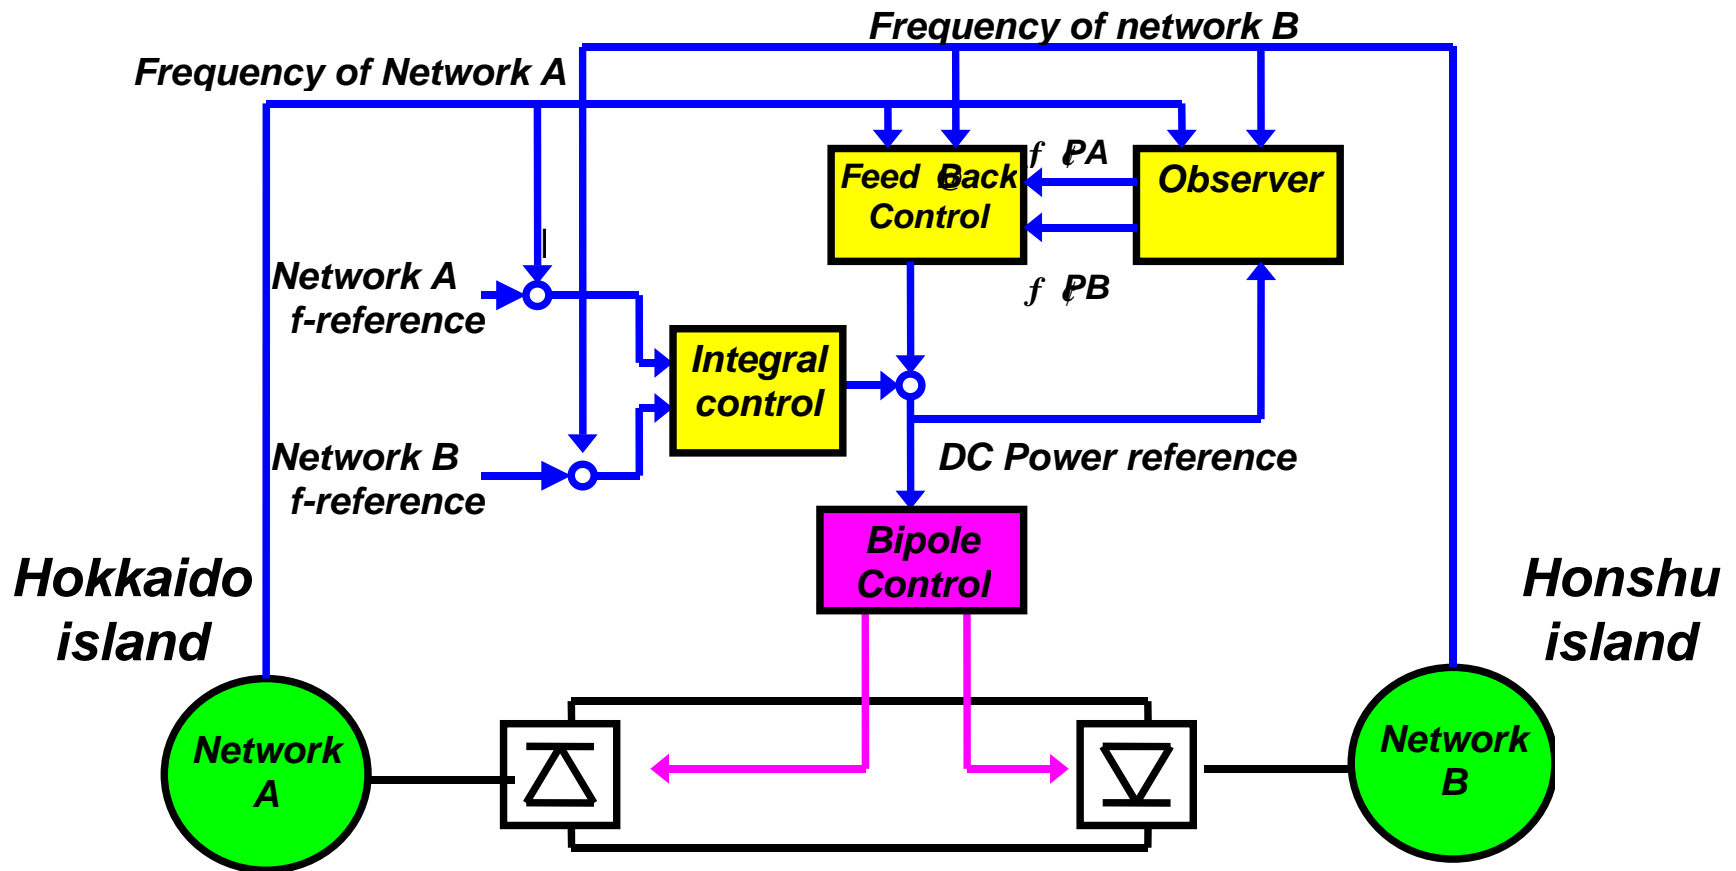 Frequency of network B
Frequency of Network A
PA
Feed Back
Control
Observer
Network A
f-reference
PB
Integral
control
Network B
f-reference
DC Power reference
Bipole
Control
Hokkaido
island
Honshu
island
Network
A
Network
B